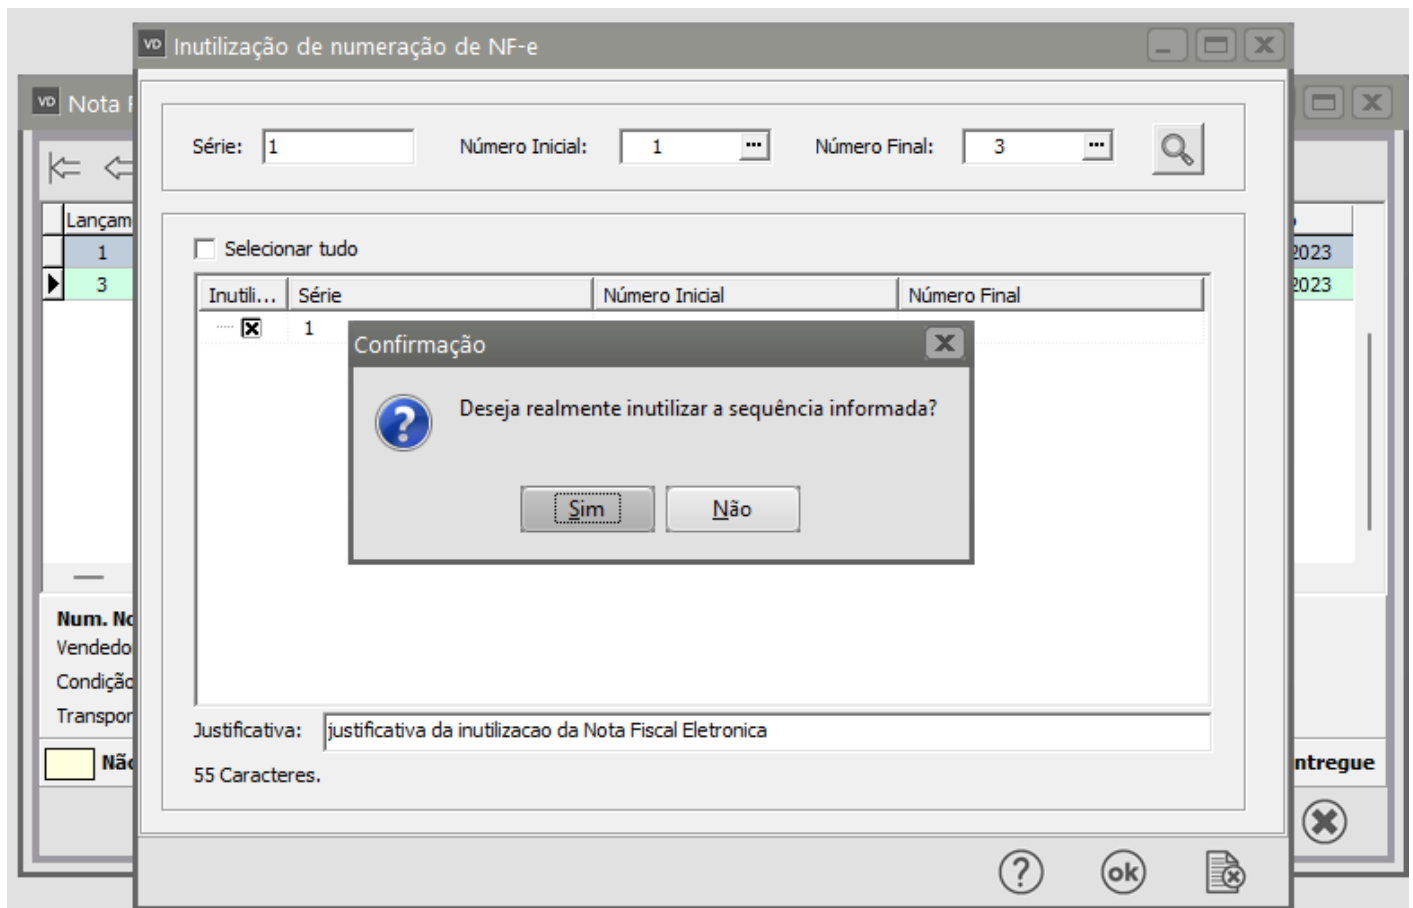 VD Inutilização de numeração de NF-e
VD Nota F
Série: 1 Número Inicial: 1 ... Número Final: 3 ...
Lançam
1 2023
3 2023
Selecionar tudo
Inutili... Série Número Inicial Número Final
1
Confirmação
Deseja realmente inutilizar a sequência informada?
Sim Não
Num. No
Vendedo
Condição
Transpor
Justificativa: justificativa da inutilizacao da Nota Fiscal Eletronica
Não ntregue
55 Caracteres.
? ok